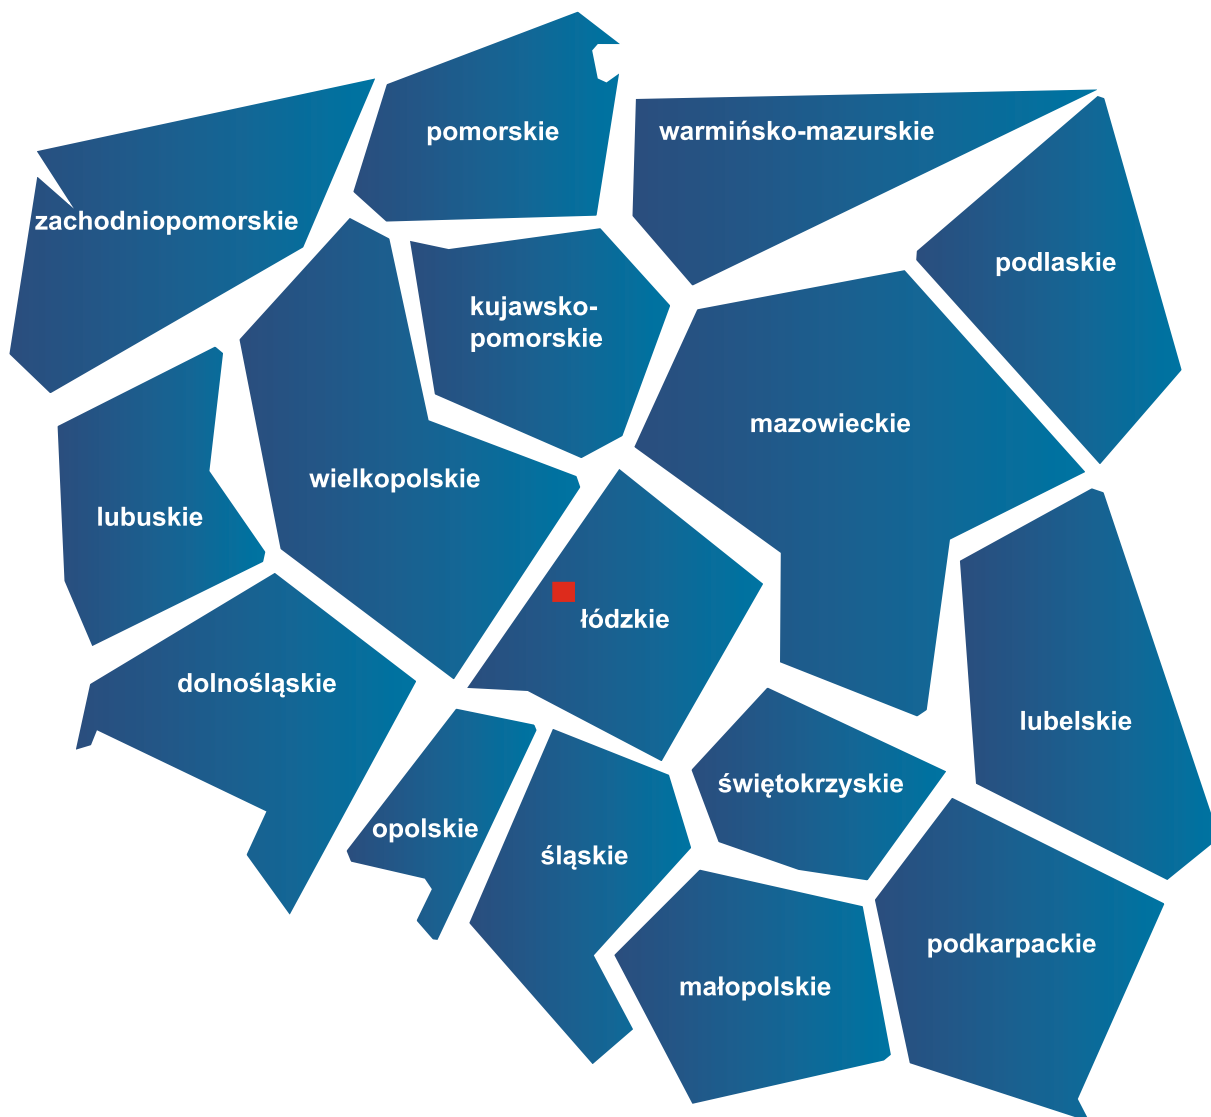 pomorskie
warmińsko-mazurskie
zachodniopomorskie
podlaskie
kujawsko-
pomorskie
mazowieckie
wielkopolskie
lubuskie
łódzkie
dolnośląskie
lubelskie
świętokrzyskie
opolskie
śląskie
podkarpackie
małopolskie